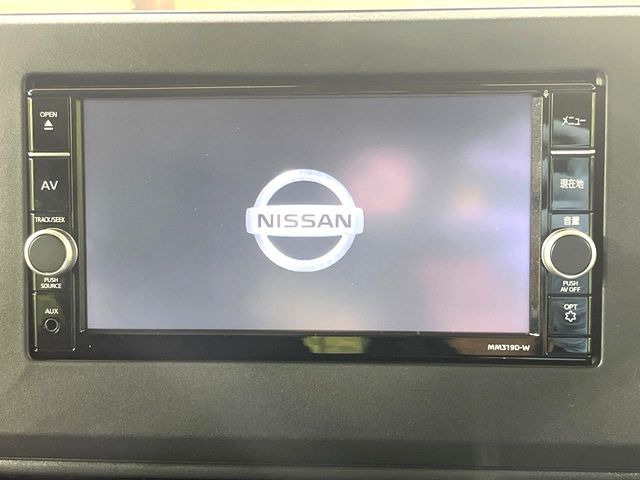 OPEN
AV
TRACK/SEEK
PUSH
SOURCE
AUX
NISSAN
メニュー
現在地
音量
PUSH
AV OFF
OPT
MM319D-W